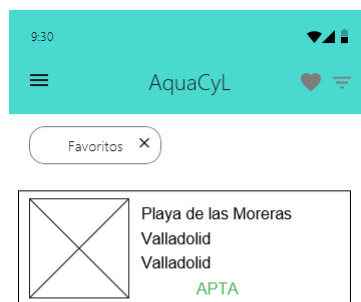 9:30
AquaCyL
Favoritos ×
Playa de las Moreras
Valladolid
Valladolid
APTA